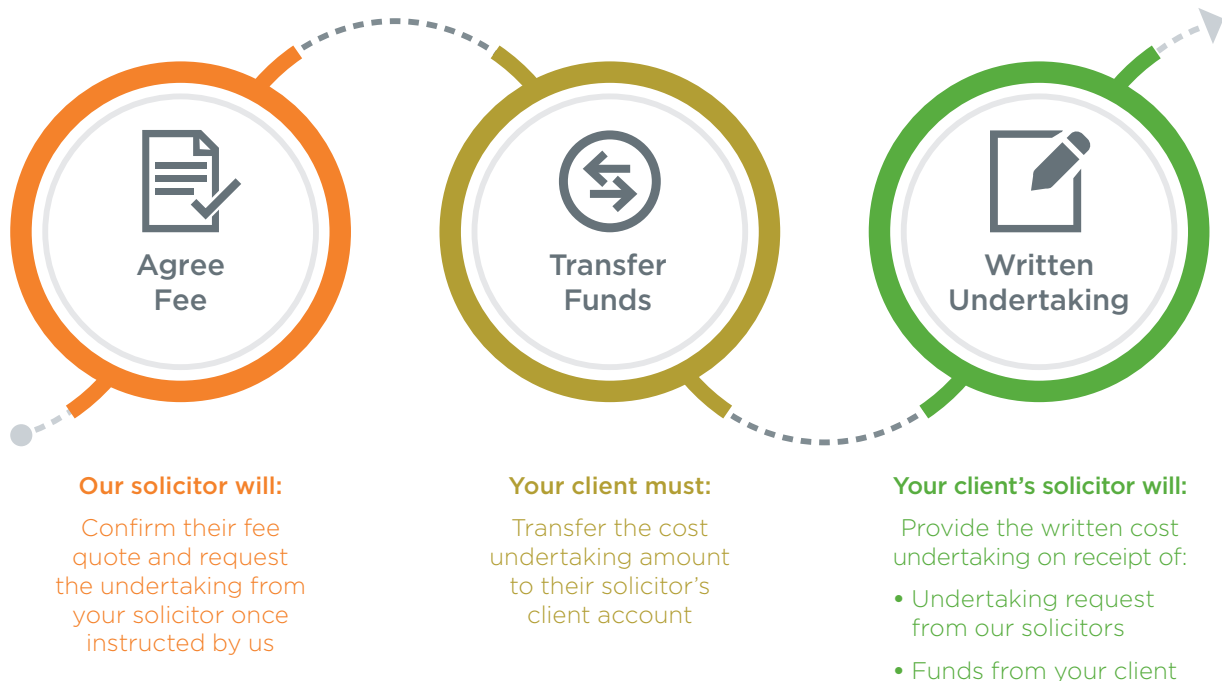 Agree
Fee
Transfer
Funds
Written
Undertaking
Our solicitor will:
Confirm their fee
quote and request
the undertaking from
your solicitor once
instructed by us
Your client must:
Transfer the cost
undertaking amount
to their solicitor’s
client account
Your client’s solicitor will:
Provide the written cost
undertaking on receipt of:
• Undertaking request
from our solicitors
• Funds from your client